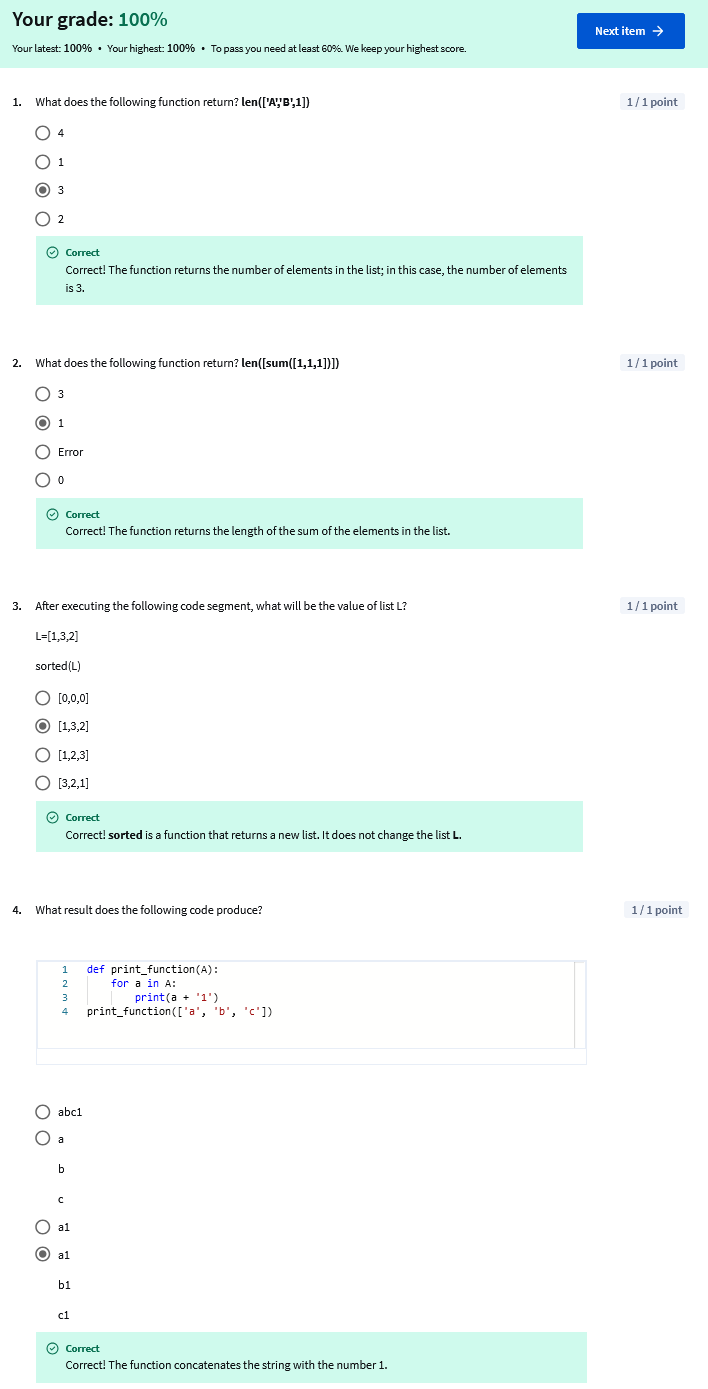 Your grade: 100%
Next item →
Your latest: 100% • Your highest: 100% • To pass you need at least 60%. We keep your highest score.
1. What does the following function return? len(['A','B',1])
1 / 1 point
4
1
3
2
Correct
Correct! The function returns the number of elements in the list; in this case, the number of elements
is 3.
2. What does the following function return? len([sum([1,1,1])])
1 / 1 point
3
1
Error
0
Correct
Correct! The function returns the length of the sum of the elements in the list.
3. After executing the following code segment, what will be the value of list L?
1 / 1 point
L=[1,3,2]
sorted(L)
[0,0,0]
[1,3,2]
[1,2,3]
[3,2,1]
Correct
Correct! sorted is a function that returns a new list. It does not change the list L.
4. What result does the following code produce?
1 / 1 point
1 def print_function(A):
2     for a in A:
3         print(a + '1')
4 print_function(['a', 'b', 'c'])
abc1
a
b
c
a1
a1
b1
c1
Correct
Correct! The function concatenates the string with the number 1.